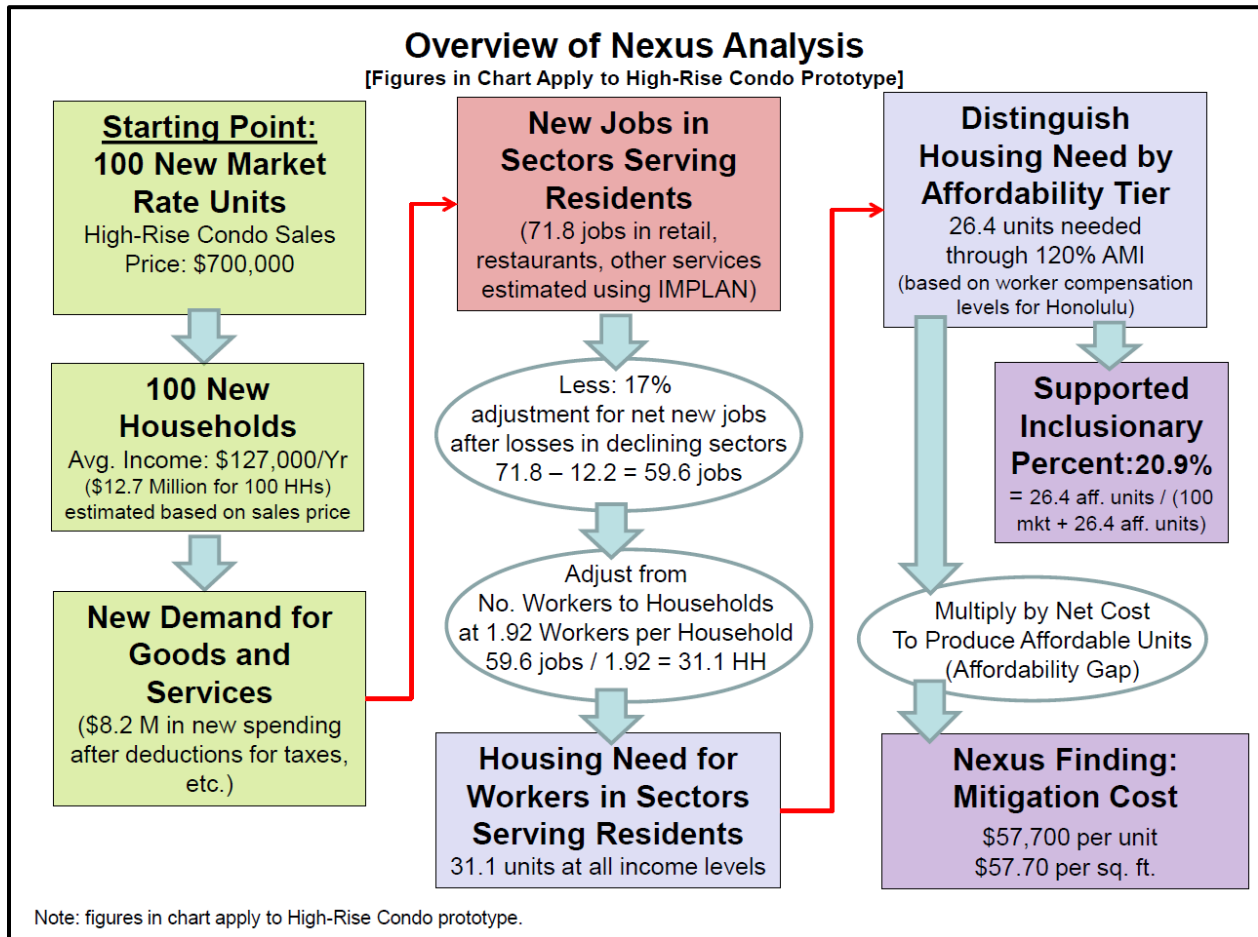 Overview of Nexus Analysis
[Figures in Chart Apply to High-Rise Condo Prototype]
Starting Point:
100 New Market
Rate Units
High-Rise Condo Sales
Price: $700,000
100 New
Households
Avg. Income: $127,000/Yr
($12.7 Million for 100 HHs)
estimated based on sales price
New Demand for
Goods and
Services
($8.2 M in new spending
after deductions for taxes,
etc.)
New Jobs in
Sectors Serving
Residents
(71.8 jobs in retail,
restaurants, other services
estimated using IMPLAN)
Less: 17%
adjustment for net new jobs
after losses in declining sectors
71.8 – 12.2 = 59.6 jobs
Adjust from
No. Workers to Households
at 1.92 Workers per Household
59.6 jobs / 1.92 = 31.1 HH
Housing Need for
Workers in Sectors
Serving Residents
31.1 units at all income levels
Distinguish
Housing Need by
Affordability Tier
26.4 units needed
through 120% AMI
(based on worker compensation
levels for Honolulu)
Supported
Inclusionary
Percent:20.9%
= 26.4 aff. units / (100
mkt + 26.4 aff. units)
Multiply by Net Cost
To Produce Affordable Units
(Affordability Gap)
Nexus Finding:
Mitigation Cost
$57,700 per unit
$57.70 per sq. ft.
Note: figures in chart apply to High-Rise Condo prototype.